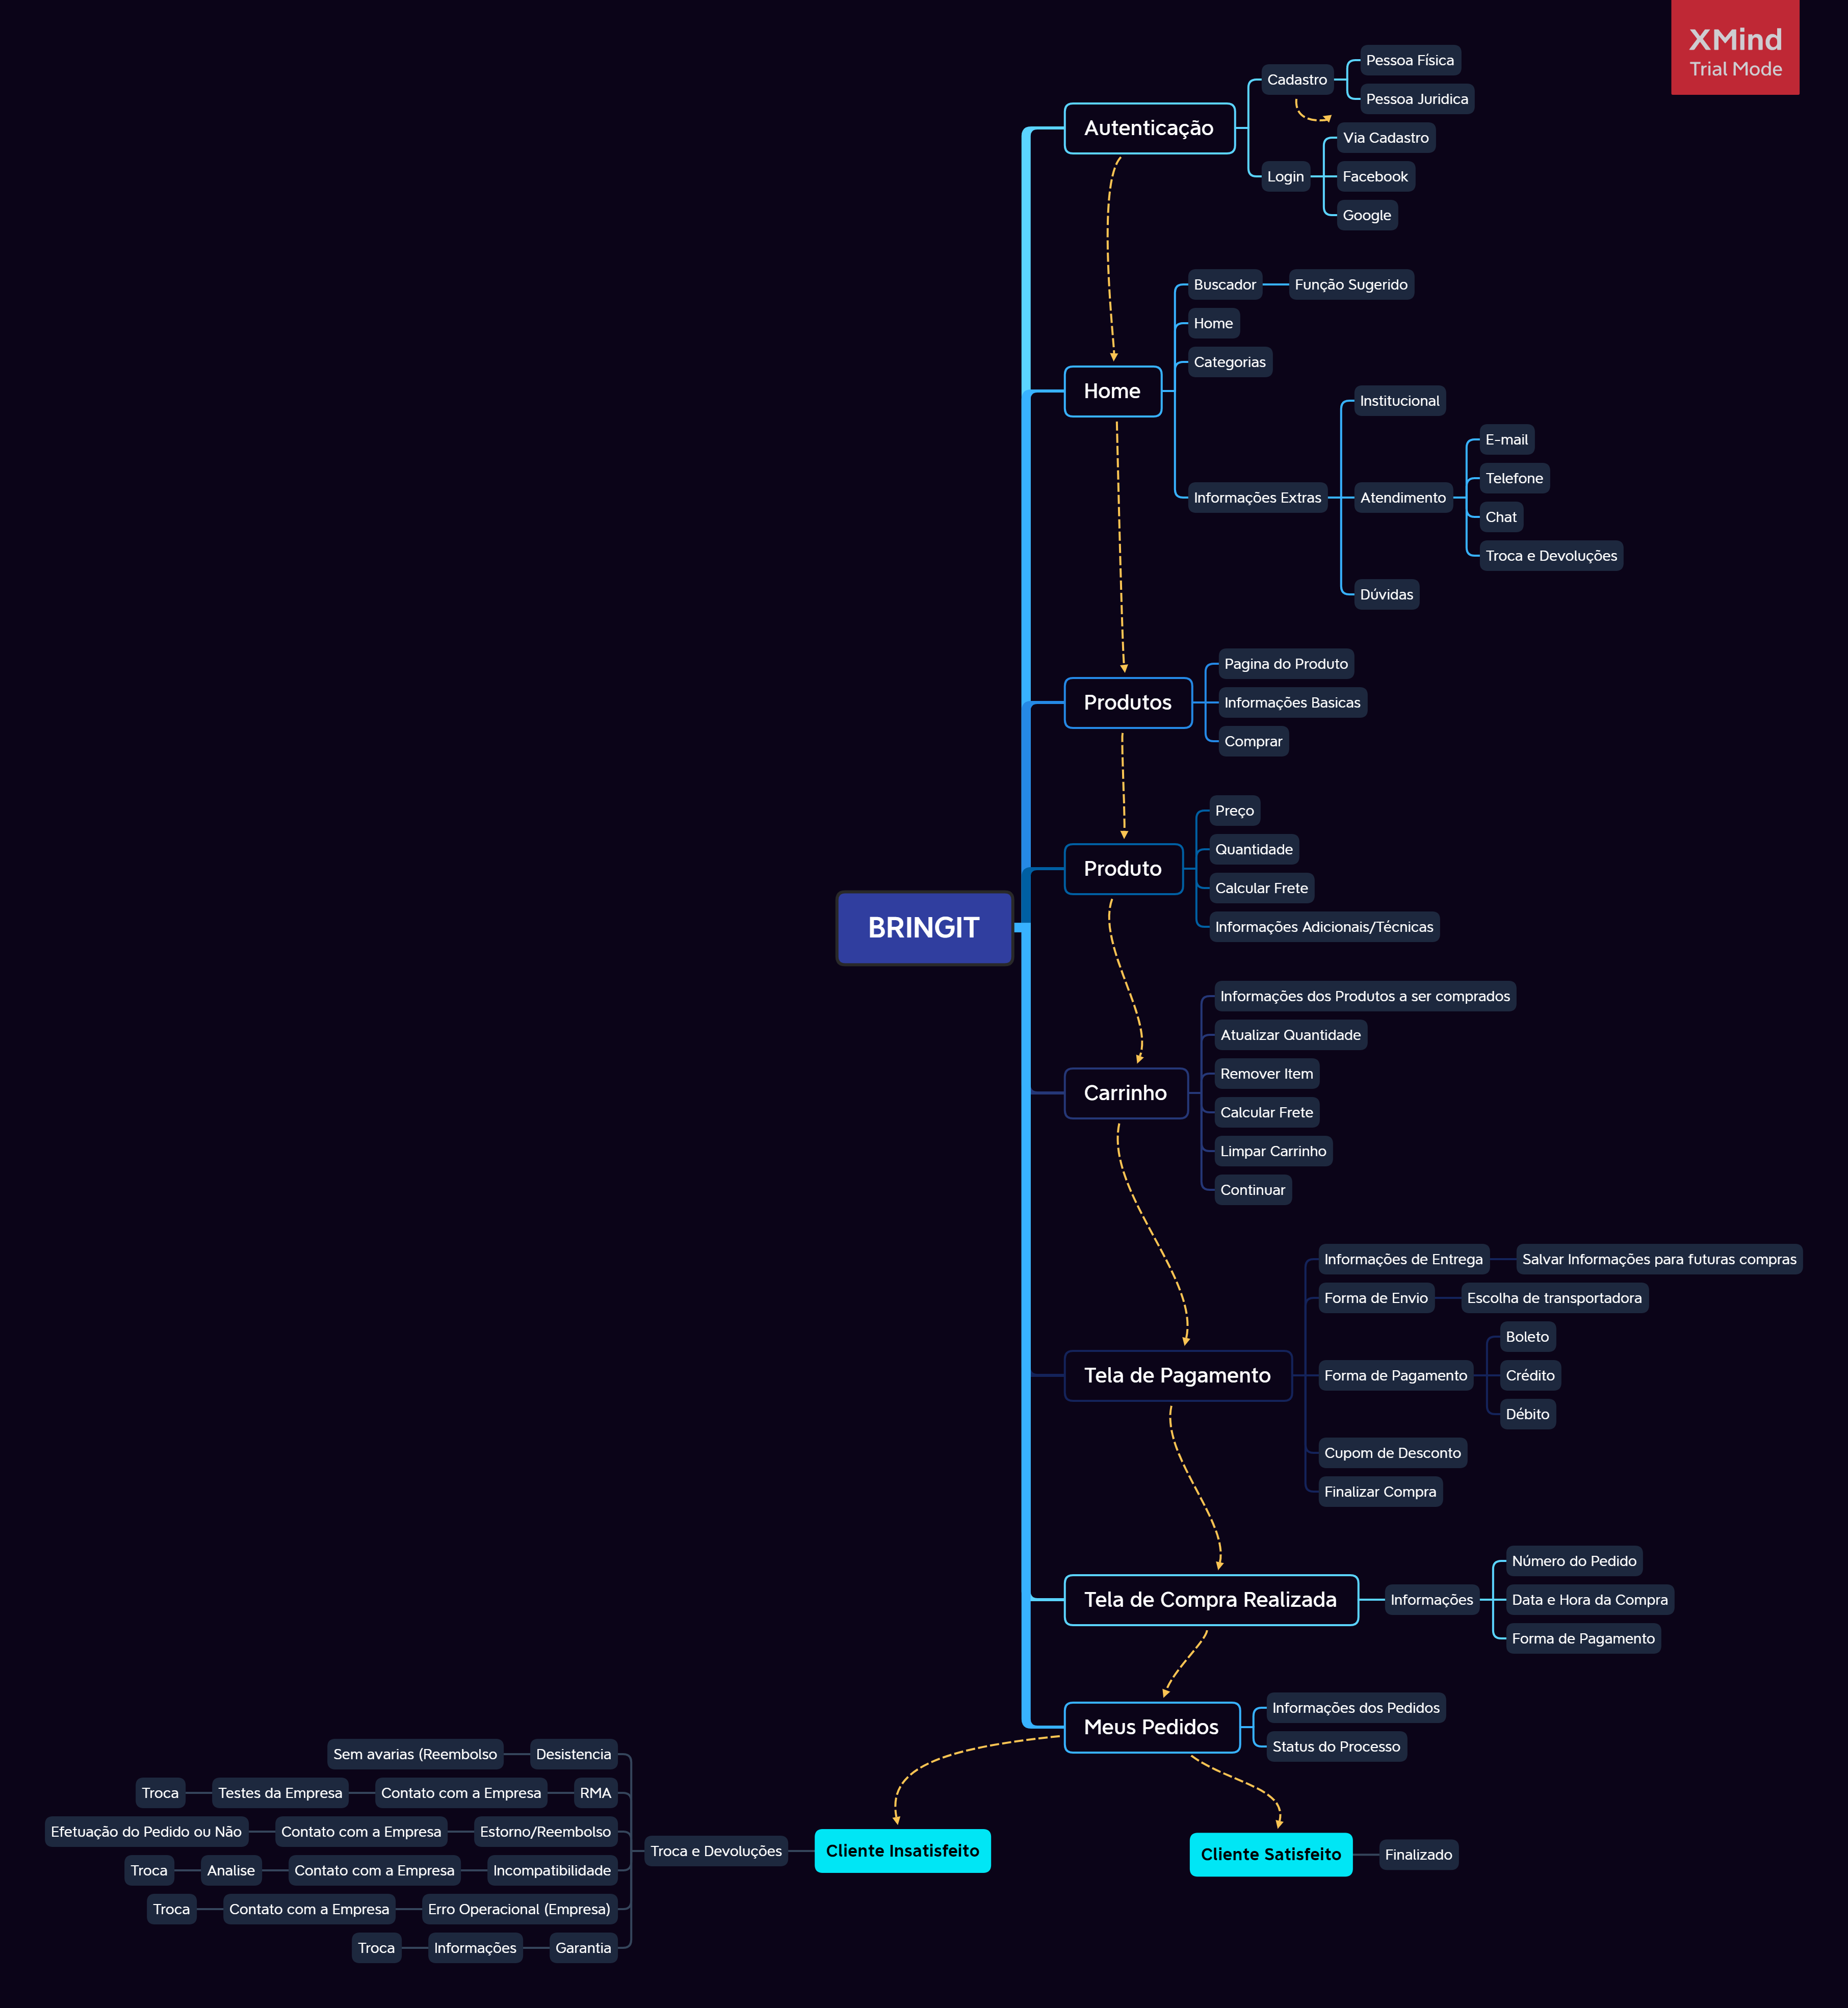 XMind
Trial Mode
Autenticação
Cadastro
Pessoa Física
Pessoa Juridica
Login
Via Cadastro
Facebook
Google
Home
Buscador
Função Sugerido
Home
Categorias
Informações Extras
Institucional
Atendimento
E-mail
Telefone
Chat
Troca e Devoluções
Dúvidas
Produtos
Pagina do Produto
Informações Basicas
Comprar
Produto
Preço
Quantidade
Calcular Frete
Informações Adicionais/Técnicas
BRINGIT
Carrinho
Informações dos Produtos a ser comprados
Atualizar Quantidade
Remover Item
Calcular Frete
Limpar Carrinho
Continuar
Tela de Pagamento
Informações de Entrega
Salvar Informações para futuras compras
Forma de Envio
Escolha de transportadora
Forma de Pagamento
Boleto
Crédito
Débito
Cupom de Desconto
Finalizar Compra
Tela de Compra Realizada
Informações
Número do Pedido
Data e Hora da Compra
Forma de Pagamento
Meus Pedidos
Informações dos Pedidos
Status do Processo
Cliente Insatisfeito
Troca e Devoluções
Desistencia
Sem avarias (Reembolso
RMA
Contato com a Empresa
Testes da Empresa
Troca
Estorno/Reembolso
Contato com a Empresa
Efetuação do Pedido ou Não
Incompatibilidade
Contato com a Empresa
Analise
Troca
Erro Operacional (Empresa)
Contato com a Empresa
Troca
Garantia
Informações
Troca
Cliente Satisfeito
Finalizado